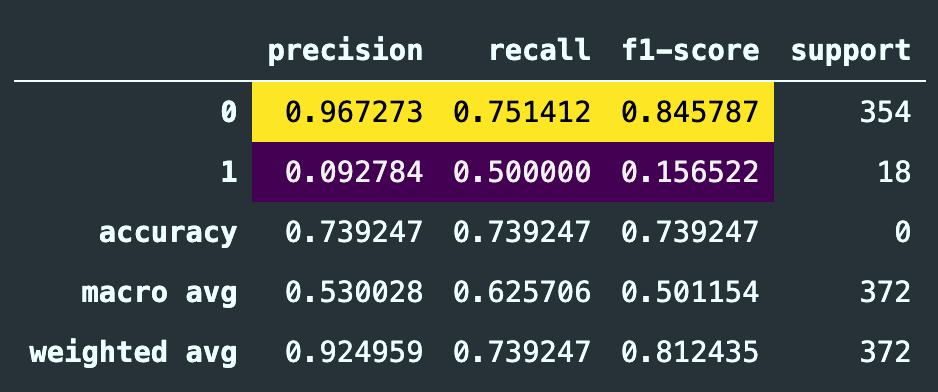 precision recall f1-score support
0 0.967273 0.751412 0.845787 354
1 0.092784 0.500000 0.156522 18
accuracy 0.739247 0.739247 0.739247 0
macro avg 0.530028 0.625706 0.501154 372
weighted avg 0.924959 0.739247 0.812435 372